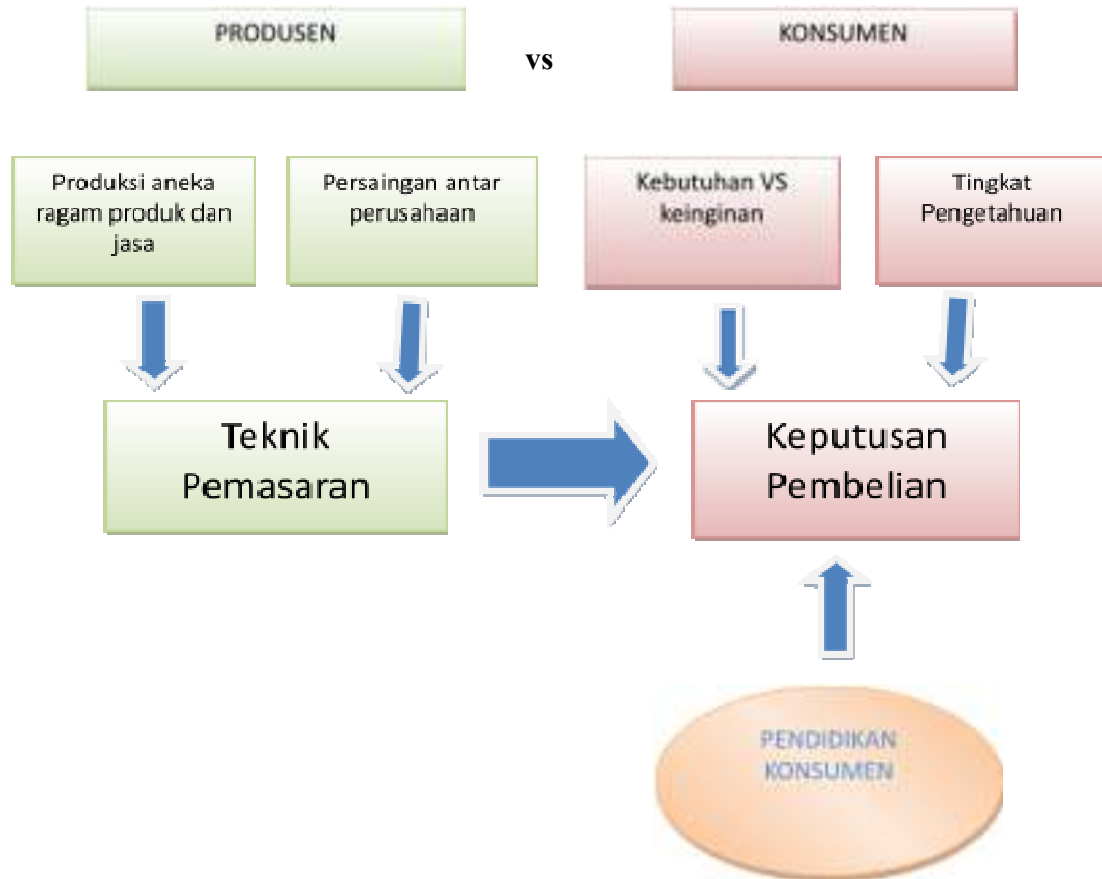 PRODUSEN
vs
KONSUMEN
Produksi aneka
ragam produk dan
jasa
Persaingan antar
perusahaan
Kebutuhan VS
keinginan
Tingkat
Pengetahuan
Teknik
Pemasaran
Keputusan
Pembelian
PENDIDIKAN
KONSUMEN